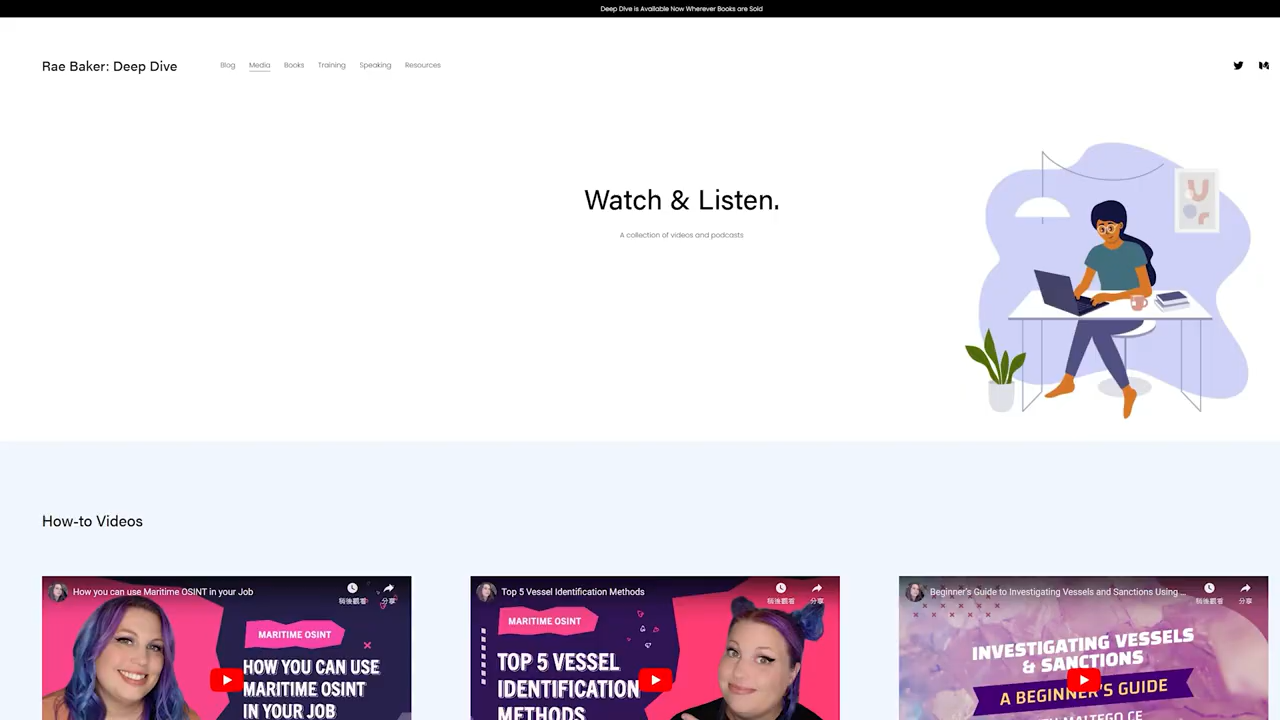 Deep Dive is Available Now Wherever Books are Sold
Rae Baker: Deep Dive
Blog Media Books Training Speaking Resources
Watch & Listen.
A collection of videos and podcasts
How-to Videos
How you can use Maritime OSINT in your Job
稍後觀看 分享
MARITIME OSINT
HOW YOU CAN USE
MARITIME OSINT
IN YOUR JOB
Top 5 Vessel Identification Methods
稍後觀看 分享
MARITIME OSINT
TOP 5 VESSEL
IDENTIFICATION
METHODS
Beginner's Guide to Investigating Vessels and Sanctions Using ...
稍後觀看 分享
INVESTIGATING VESSELS
& SANCTIONS
A BEGINNER'S GUIDE
WITH MALTEGO CE